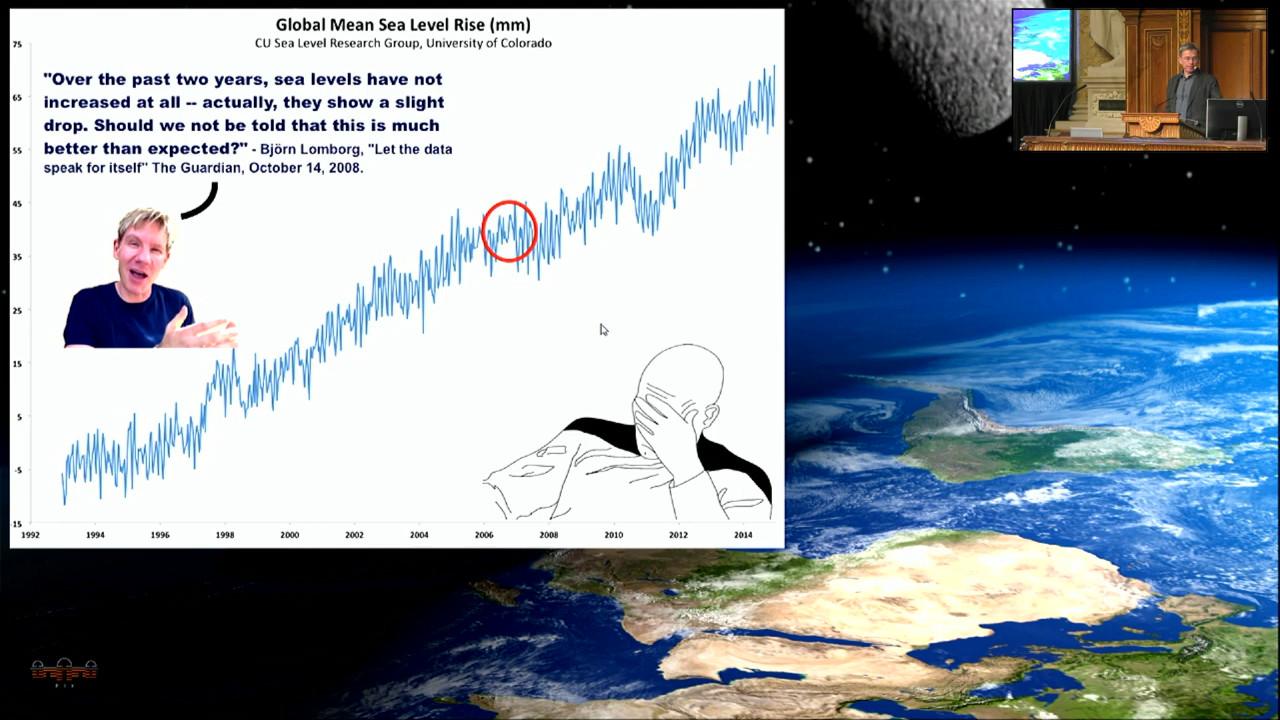 Global Mean Sea Level Rise (mm)
CU Sea Level Research Group, University of Colorado
"Over the past two years, sea levels have not
increased at all -- actually, they show a slight
drop. Should we not be told that this is much
better than expected?" - Björn Lomborg, "Let the data
speak for itself" The Guardian, October 14, 2008.
75
65
55
45
35
25
15
5
-5
15
1992 1994 1996 1998 2000 2002 2004 2006 2008 2010 2012 2014